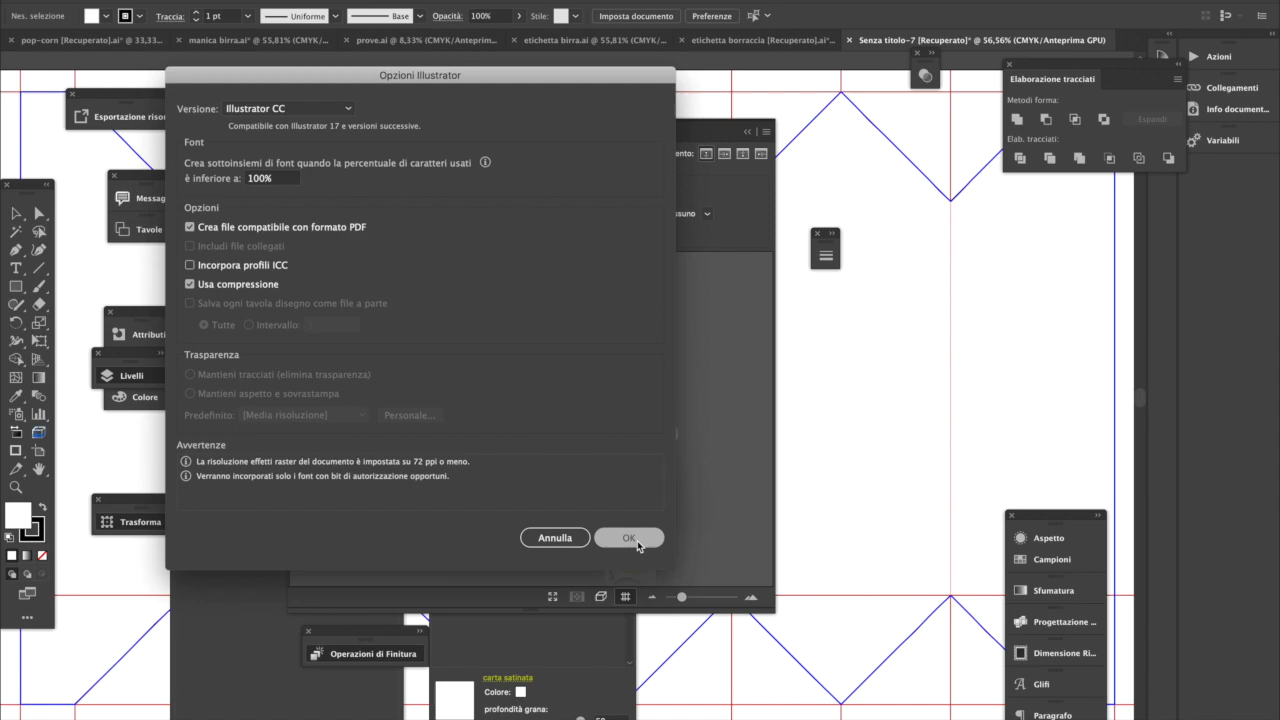 Nes. selezione
Traccia: 1 pt Uniforme Base Opacità: 100% Stile: Imposta documento Preferenze
pop-corn [Recuperato].ai* @ 33,33...
manica birra.ai* @ 55,81% (CMYK/...
prove.ai @ 8,33% (CMYK/Anteprim...
etichetta birra.ai @ 55,81% (CMYK/...
etichetta borraccia [Recuperato].ai*...
Senza titolo-7 [Recuperato]* @ 56,56% (CMYK/Anteprima GPU)
Opzioni Illustrator
Versione: Illustrator CC
Compatibile con Illustrator 17 e versioni successive.
Font
Crea sottoinsiemi di font quando la percentuale di caratteri usati
è inferiore a: 100%
Opzioni
Crea file compatibile con formato PDF
Includi file collegati
Incorpora profili ICC
Usa compressione
Salva ogni tavola disegno come file a parte
Tutte Intervallo: 1
Trasparenza
Mantieni tracciati (elimina trasparenza)
Mantieni aspetto e sovrastampa
Predefinito: [Media risoluzione] Personale...
Avvertenze
La risoluzione effetti raster del documento è impostata su 72 ppi o meno.
Verranno incorporati solo i font con bit di autorizzazione opportuni.
Annulla OK
Esportazione risor
Messag
Tavole
Attributi
Livelli
Colore
Trasforma
ento:
ssuno
Operazioni di Finitura
carta satinata
Colore:
profondità grana:
Elaborazione tracciati
Metodi forma:
Espandi
Elab. tracciati:
Azioni
Collegamenti
Info document...
Variabili
Aspetto
Campioni
Sfumatura
Progettazione ...
Dimensione Ri...
Glifi
Paragrafo